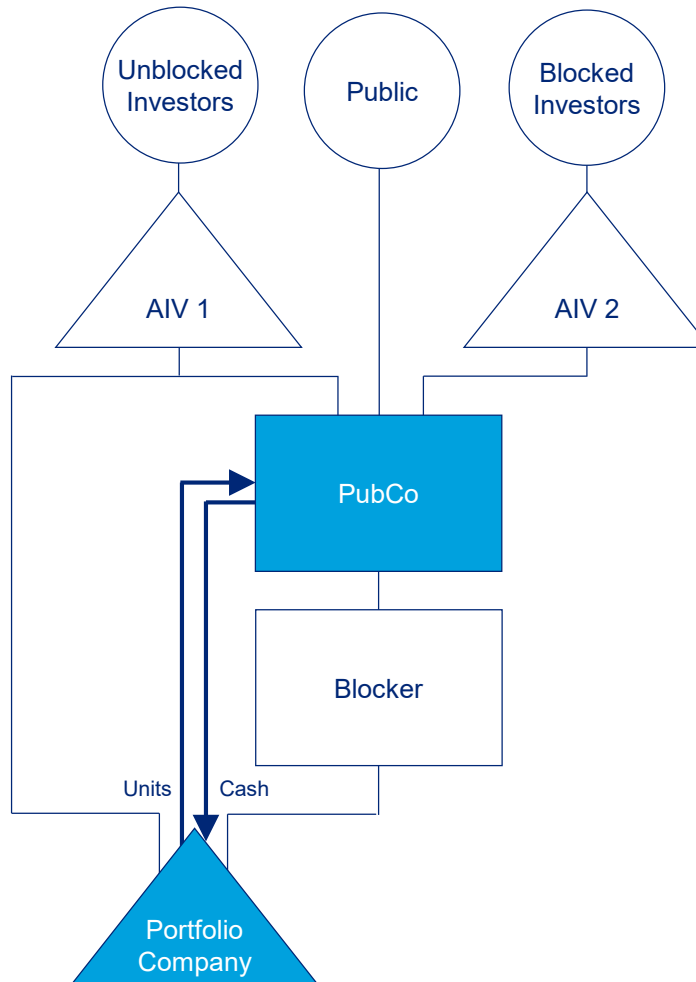 Unblocked
Investors
Public
Blocked
Investors
AIV 1
AIV 2
PubCo
Blocker
Units
Cash
Portfolio
Company